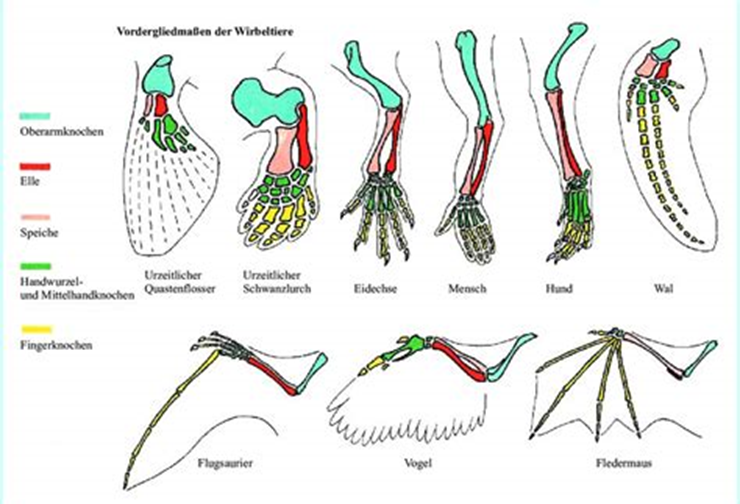 Vordergliedmaßen der Wirbeltiere
Oberarmknochen
Elle
Speiche
Handwurzel-
und Mittelhandknochen
Fingerknochen
Urzeitlicher
Quastenflosser
Urzeitlicher
Schwanzlurch
Eidechse
Mensch
Hund
Wal
Flugsaurier
Vogel
Fledermaus